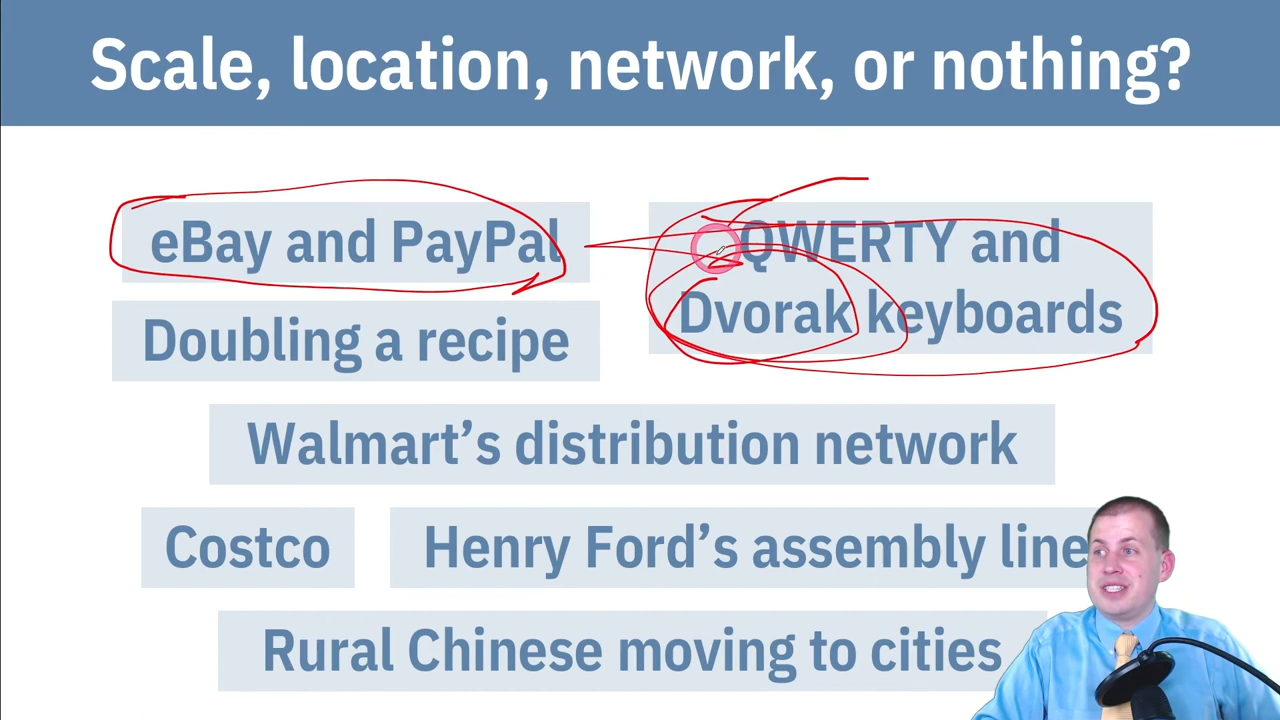 Scale, location, network, or nothing?
eBay and PayPal
QWERTY and
Dvorak keyboards
Doubling a recipe
Walmart’s distribution network
Costco
Henry Ford’s assembly line
Rural Chinese moving to cities